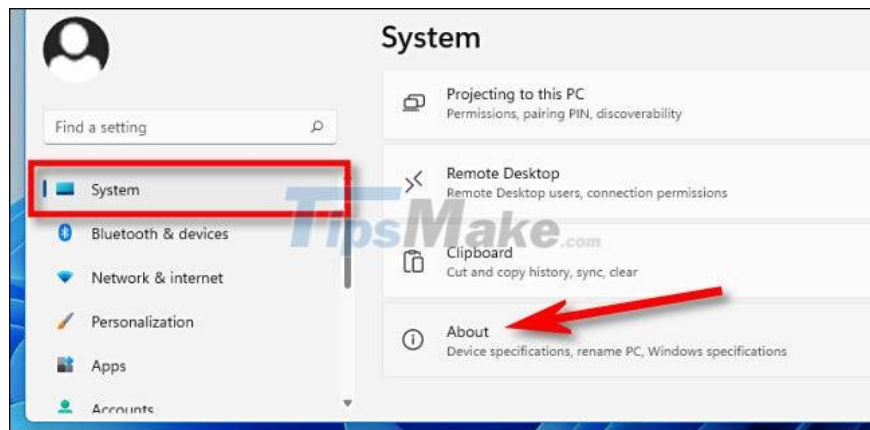 System
Find a setting
System
Bluetooth & devices
Network & internet
Personalization
Apps
Accounts
Projecting to this PC
Permissions, pairing PIN, discoverability
Remote Desktop
Remote Desktop users, connection permissions
TipsMake.com
Clipboard
Cut and copy history, sync, clear
About
Device specifications, rename PC, Windows specifications